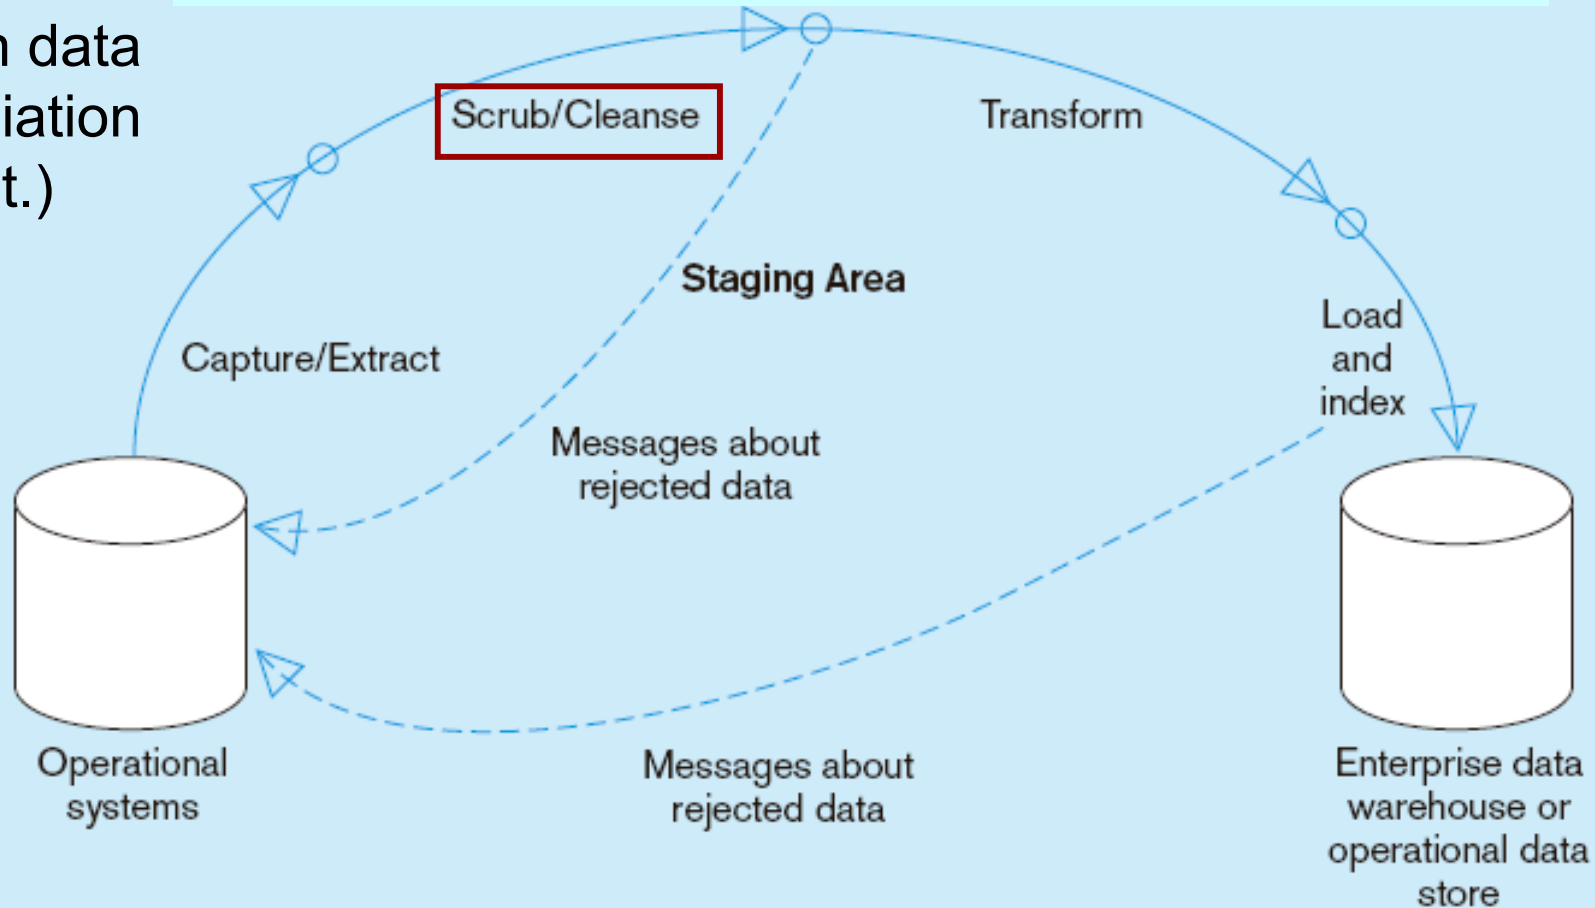 data
iation
t.)
Scrub/Cleanse
Transform
Staging Area
Capture/Extract
Load
and
index
Messages about
rejected data
Operational
systems
Messages about
rejected data
Enterprise data
warehouse or
operational data
store